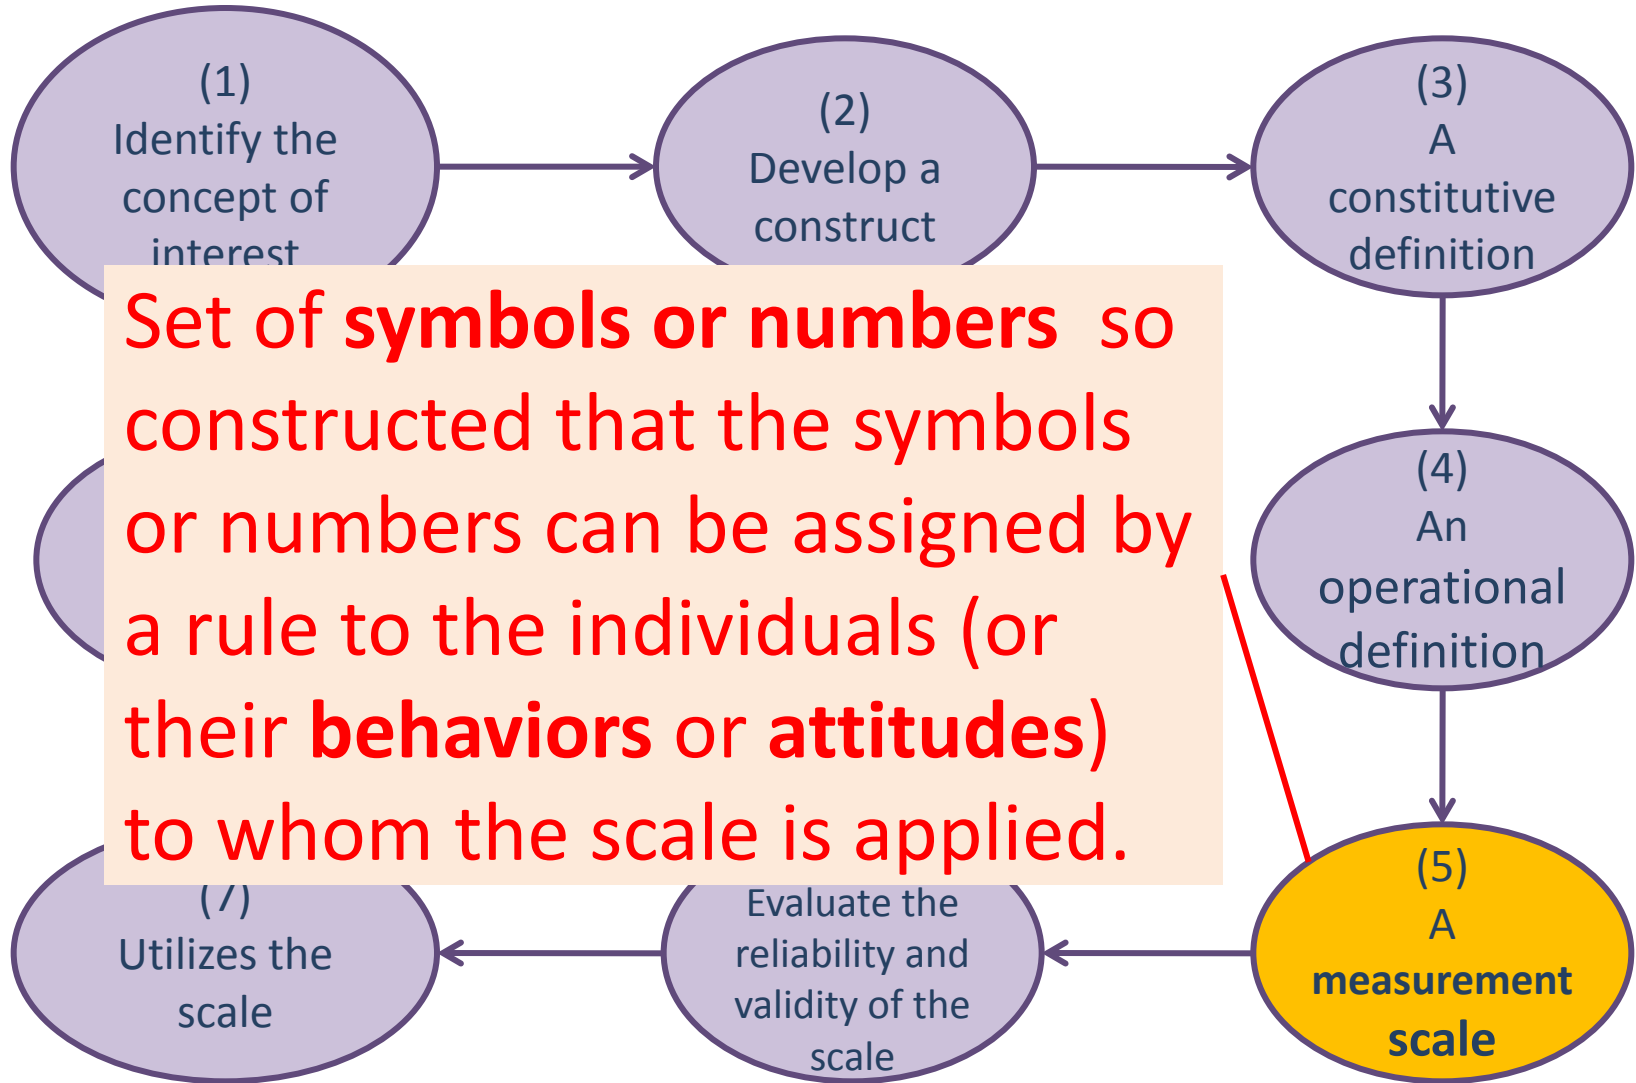 (1)
Identify the
concept of
interest
(2)
Develop a
construct
(3)
A
constitutive
definition
Set of symbols or numbers so
constructed that the symbols
or numbers can be assigned by
a rule to the individuals (or
their behaviors or attitudes)
to whom the scale is applied.
(4)
An
operational
definition
(5)
A
measurement
scale
Evaluate the
reliability and
validity of the
scale
(7)
Utilizes the
scale